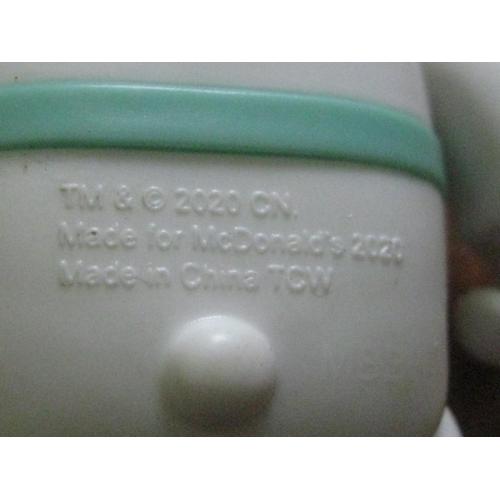 TM & © 2020 CN.
Made for McDonald's 2020
Made in China TCW